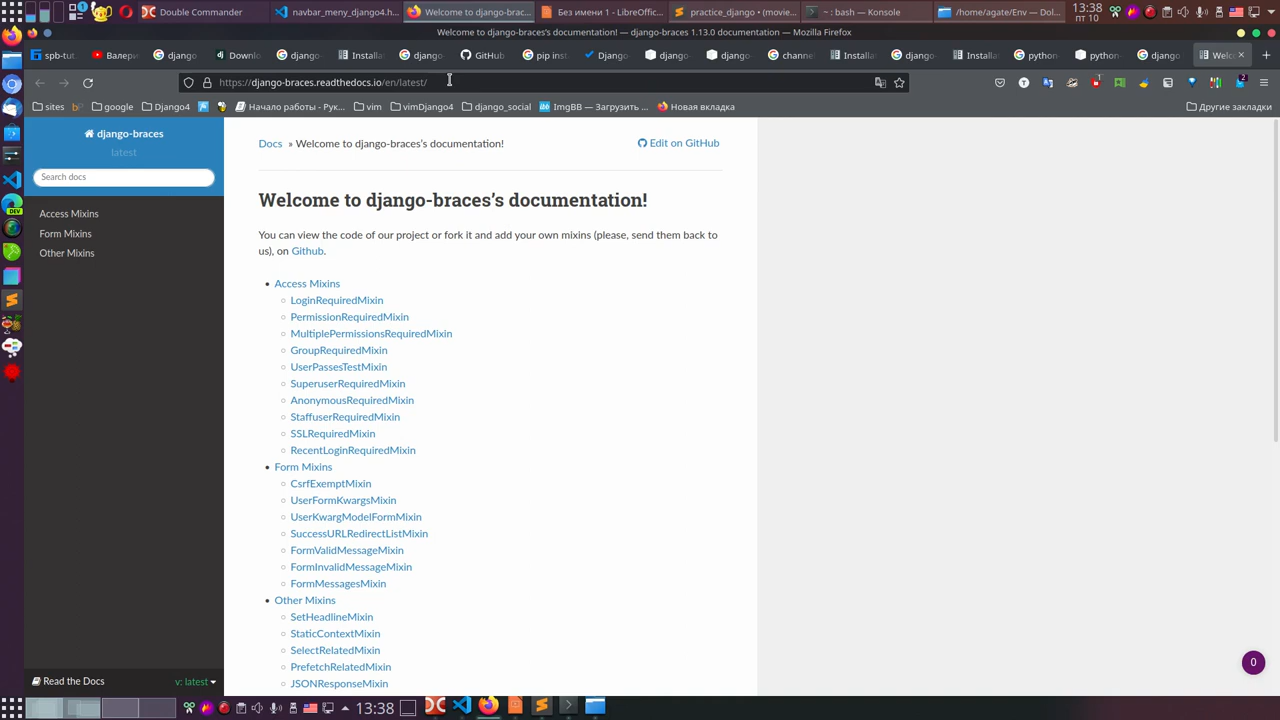 Double Commander
navbar_meny_django4.h...
Welcome to django-brac...
Без имени 1 - LibreOffic...
practice_django • (movie...
~ : bash — Konsole
/home/agate/Env — Dol...
13:38
пт 10
Welcome to django-braces's documentation! — django-braces 1.13.0 documentation — Mozilla Firefox
spb-tut
Валери
django
Downlo
django-
Installa
django-
GitHub
pip inst
Django
django-
django
channel
Installa
django-
python-
python-
django
Welc
https://django-braces.readthedocs.io/en/latest/
sites
google
Django4
Начало работы - Рук...
vim
vimDjango4
django_social
ImgBB — Загрузить ...
Новая вкладка
Другие закладки
django-braces
latest
Search docs
Access Mixins
Form Mixins
Other Mixins
Docs » Welcome to django-braces's documentation!
Edit on GitHub
Welcome to django-braces’s documentation!
You can view the code of our project or fork it and add your own mixins (please, send them back to
us), on Github.
• Access Mixins
○ LoginRequiredMixin
○ PermissionRequiredMixin
○ MultiplePermissionsRequiredMixin
○ GroupRequiredMixin
○ UserPassesTestMixin
○ SuperuserRequiredMixin
○ AnonymousRequiredMixin
○ StaffuserRequiredMixin
○ SSLRequiredMixin
○ RecentLoginRequiredMixin
• Form Mixins
○ CsrfExemptMixin
○ UserFormKwargsMixin
○ UserKwargModelFormMixin
○ SuccessURLRedirectListMixin
○ FormValidMessageMixin
○ FormInvalidMessageMixin
○ FormMessagesMixin
• Other Mixins
○ SetHeadlineMixin
○ StaticContextMixin
○ SelectRelatedMixin
○ PrefetchRelatedMixin
○ JSONResponseMixin
0
Read the Docs
v: latest
13:38